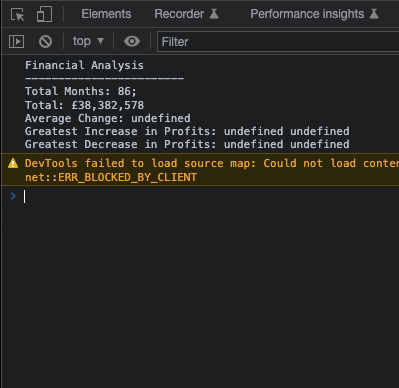 Elements Recorder Performance insights
top ▼ Filter
Financial Analysis
------------------------
Total Months: 86;
Total: £38,382,578
Average Change: undefined
Greatest Increase in Profits: undefined undefined
Greatest Decrease in Profits: undefined undefined
DevTools failed to load source map: Could not load conten
net::ERR_BLOCKED_BY_CLIENT
>